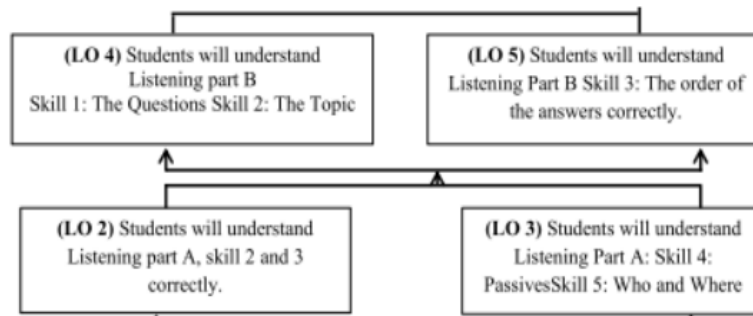 (LO 4) Students will understand
Listening part B
Skill 1: The Questions Skill 2: The Topic
(LO 5) Students will understand
Listening Part B Skill 3: The order of
the answers correctly.
(LO 2) Students will understand
Listening part A, skill 2 and 3
correctly.
(LO 3) Students will understand
Listening Part A: Skill 4:
PassivesSkill 5: Who and Where